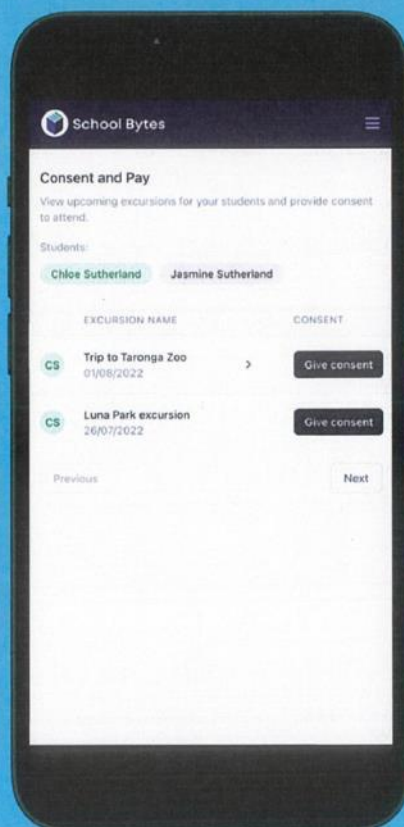 School Bytes
Consent and Pay
View upcoming excursions for your students and provide consent
to attend.
Students:
Chloe Sutherland Jasmine Sutherland
EXCURSION NAME CONSENT
CS Trip to Taronga Zoo > Give consent
01/08/2022
CS Luna Park excursion Give consent
26/07/2022
Previous Next